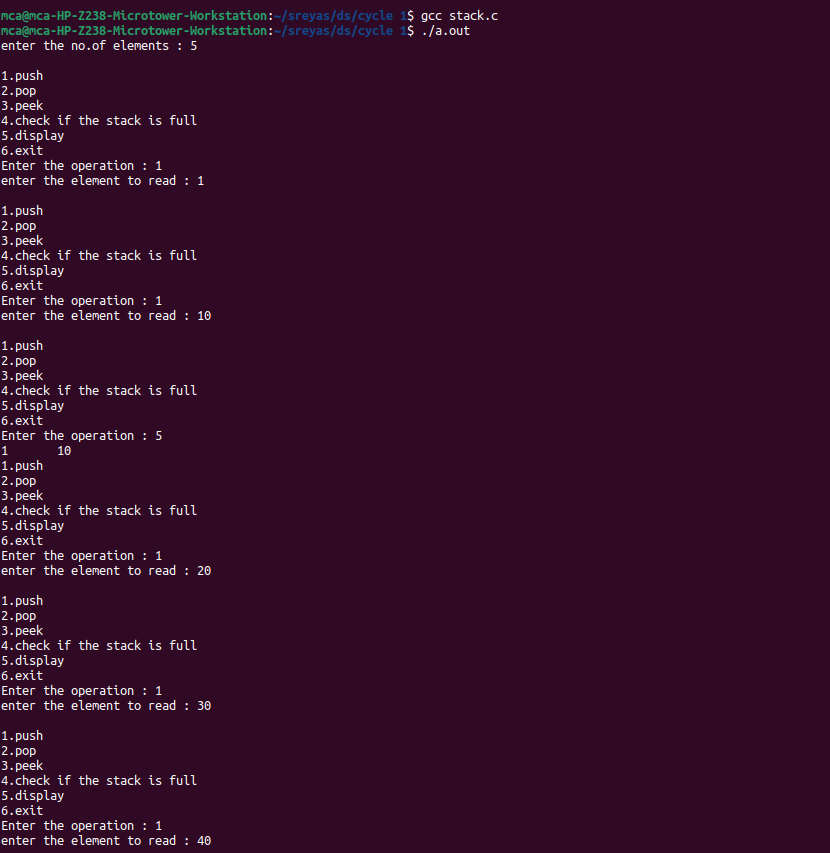 mca@mca-HP-Z238-Microtower-Workstation:~/sreyas/ds/cycle 1$ gcc stack.c
mca@mca-HP-Z238-Microtower-Workstation:~/sreyas/ds/cycle 1$ ./a.out
enter the no.of elements : 5

1.push
2.pop
3.peek
4.check if the stack is full
5.display
6.exit
Enter the operation : 1
enter the element to read : 1

1.push
2.pop
3.peek
4.check if the stack is full
5.display
6.exit
Enter the operation : 1
enter the element to read : 10

1.push
2.pop
3.peek
4.check if the stack is full
5.display
6.exit
Enter the operation : 5
1       10
1.push
2.pop
3.peek
4.check if the stack is full
5.display
6.exit
Enter the operation : 1
enter the element to read : 20

1.push
2.pop
3.peek
4.check if the stack is full
5.display
6.exit
Enter the operation : 1
enter the element to read : 30

1.push
2.pop
3.peek
4.check if the stack is full
5.display
6.exit
Enter the operation : 1
enter the element to read : 40